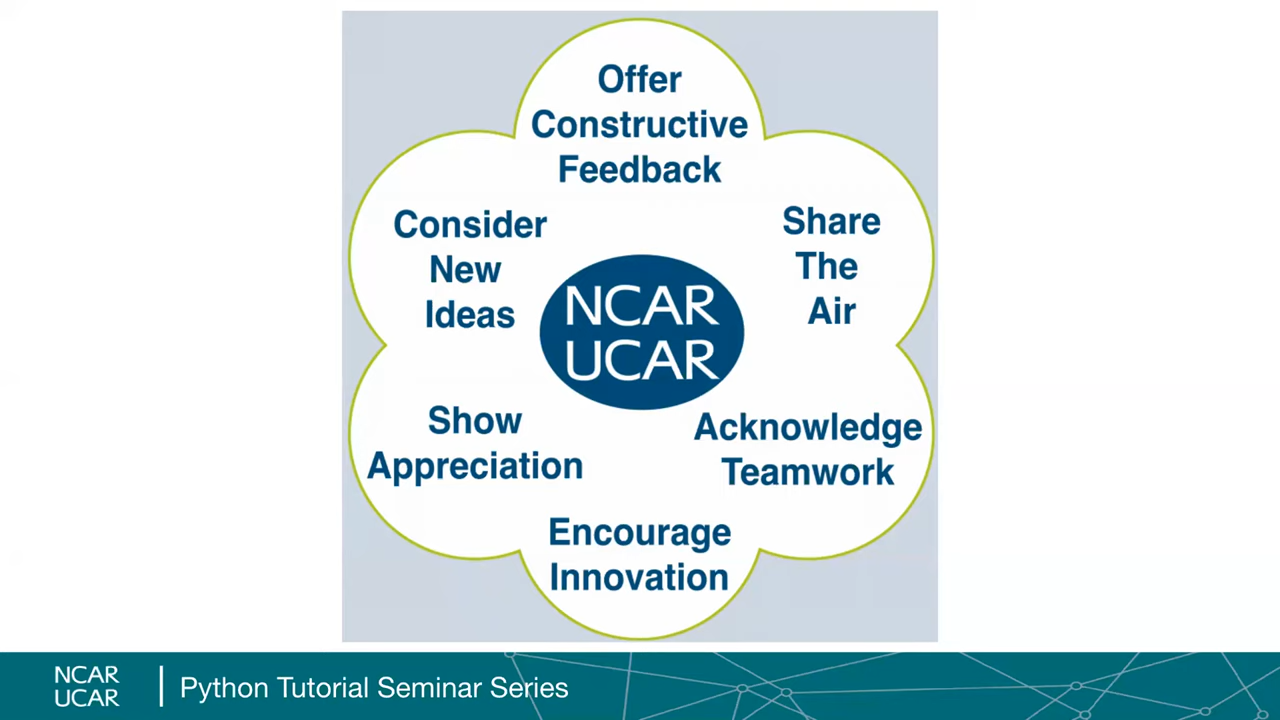 Offer
Constructive
Feedback
Consider
New
Ideas
Share
The
Air
NCAR
UCAR
Show
Appreciation
Acknowledge
Teamwork
Encourage
Innovation
NCAR
UCAR
Python Tutorial Seminar Series